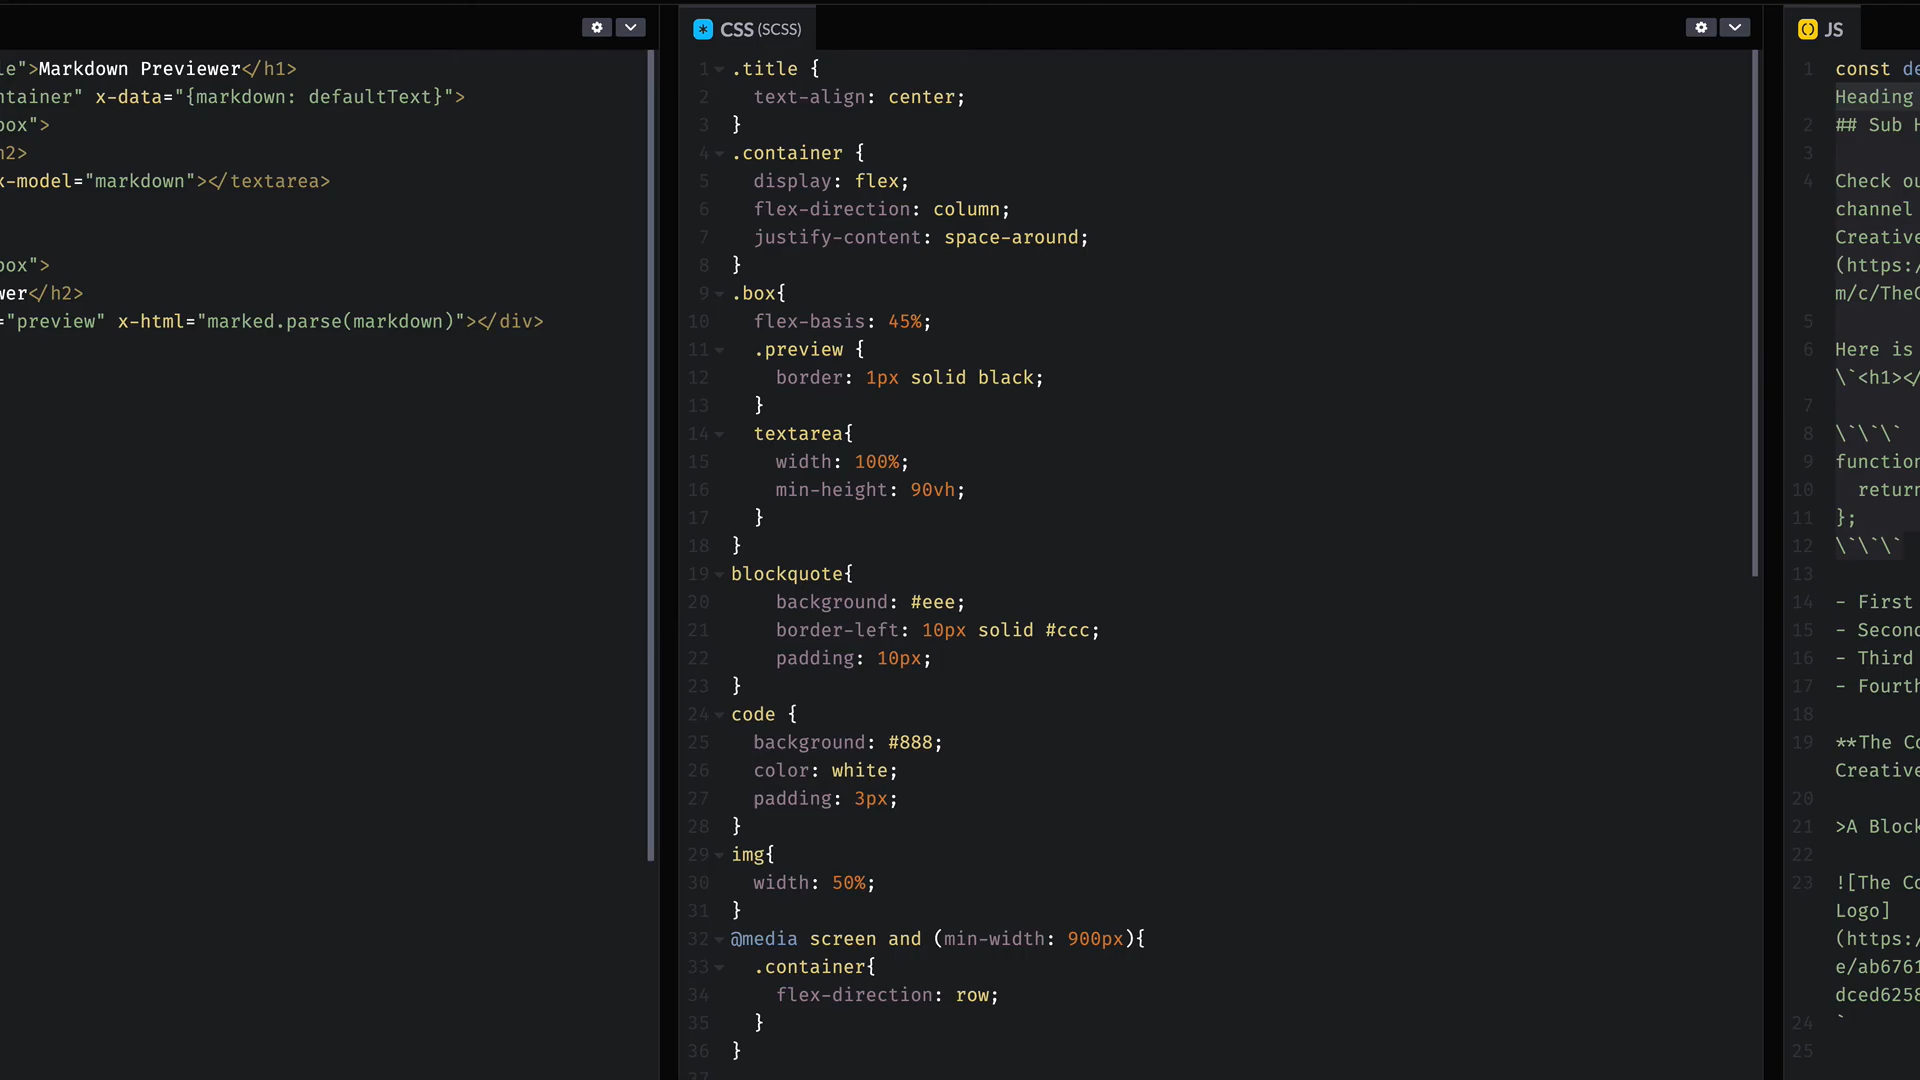 le">Markdown Previewer</h1>
ntainer" x-data="{markdown: defaultText}">
box">
h2>
x-model="markdown"></textarea>
box">
wer</h2>
="preview" x-html="marked.parse(markdown)"></div>
CSS (SCSS)
1 .title {
2 text-align: center;
3 }
4 .container {
5 display: flex;
6 flex-direction: column;
7 justify-content: space-around;
8 }
9 .box{
10 flex-basis: 45%;
11 .preview {
12 border: 1px solid black;
13 }
14 textarea{
15 width: 100%;
16 min-height: 90vh;
17 }
18 }
19 blockquote{
20 background: #eee;
21 border-left: 10px solid #ccc;
22 padding: 10px;
23 }
24 code {
25 background: #888;
26 color: white;
27 padding: 3px;
28 }
29 img{
30 width: 50%;
31 }
32 @media screen and (min-width: 900px){
33 .container{
34 flex-direction: row;
35 }
36 }
JS
1 const de
Heading
2 ## Sub H
3
4 Check ou
channel
Creative
(https:/
m/c/TheC
5
6 Here is
\`<h1></
7
8 \`\`\`
9 function
10 return
11 };
12 \`\`\`
13
14 - First
15 - Second
16 - Third
17 - Fourth
18
19 **The Co
Creative
20
21 >A Block
22
23 ![The Co
Logo]
(https:/
e/ab6761
dced6258
24 `
25